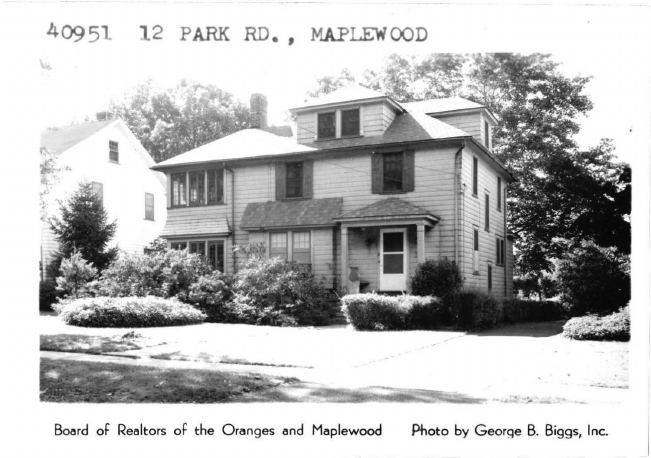 40951 12 PARK RD., MAPLEWOOD
Board of Realtors of the Oranges and Maplewood Photo by George B. Biggs, Inc.